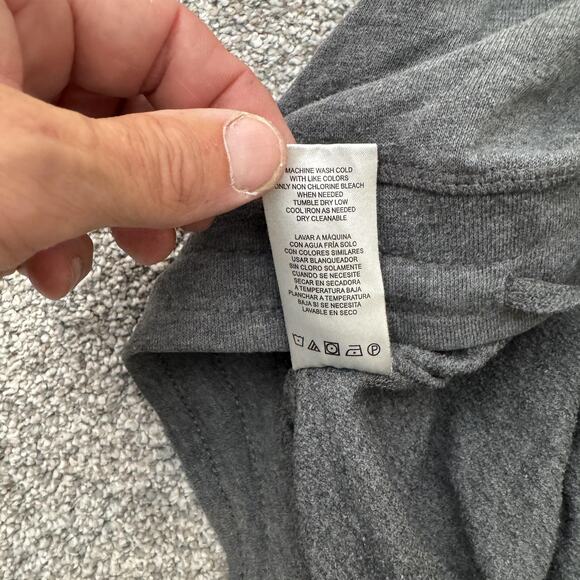 MACHINE WASH COLD
WITH LIKE COLORS
ONLY NON CHLORINE BLEACH
WHEN NEEDED
TUMBLE DRY LOW
COOL IRON AS NEEDED
DRY CLEANABLE
LAVAR A MÁQUINA
CON AGUA FRÍA SOLO
CON COLORES SIMILARES
USAR BLANQUEADOR
SIN CLORO SOLAMENTE
CUANDO SE NECESITE
SECAR EN SECADORA
A TEMPERATURA BAJA
PLANCHAR A TEMPERATURA
BAJA SI SE NECESITA
LAVABLE EN SECO
P